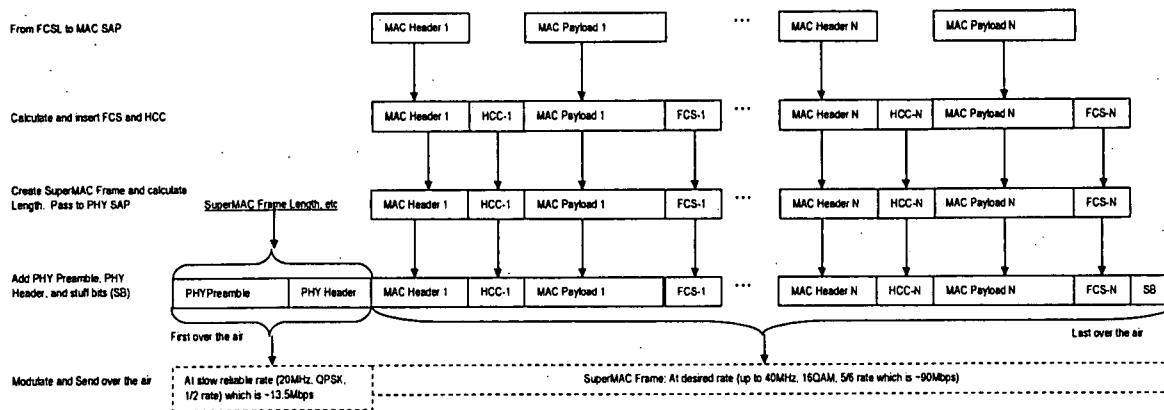 From FCSL to MAC SAP
MAC Header 1 MAC Payload 1 ... MAC Header N MAC Payload N
Calculate and insert FCS and HCC
MAC Header 1 HCC-1 MAC Payload 1 FCS-1 ... MAC Header N HCC-N MAC Payload N FCS-N
Create SuperMAC Frame and calculate
Length. Pass to PHY SAP
SuperMAC Frame Length, etc
MAC Header 1 HCC-1 MAC Payload 1 FCS-1 ... MAC Header N HCC-N MAC Payload N FCS-N
Add PHY Preamble, PHY
Header, and stuff bits (SB)
PHYPreamble PHY Header MAC Header 1 HCC-1 MAC Payload 1 FCS-1 ... MAC Header N HCC-N MAC Payload N FCS-N SB
First over the air
Last over the air
Modulate and Send over the air
At slow reliable rate (20MHz, QPSK,
1/2 rate) which is ~13.5Mbps
SuperMAC Frame: At desired rate (up to 40MHz, 16QAM, 5/6 rate which is ~90Mbps)